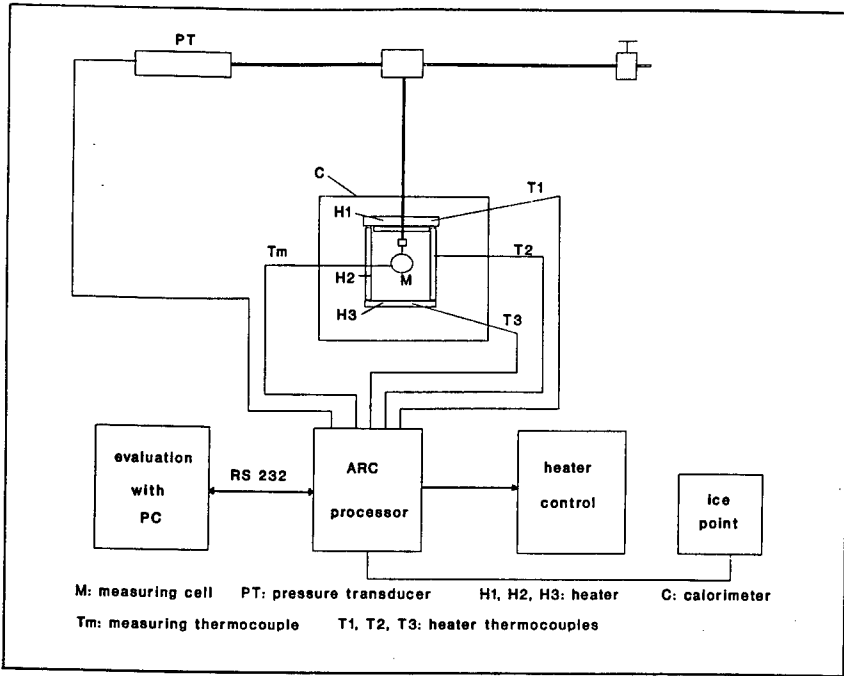 PT
C
T1
H1
Tm
T2
H2
M
H3
T3
evaluation
with
PC
RS 232
ARC
processor
heater
control
ice
point
M: measuring cell PT: pressure transducer H1, H2, H3: heater C: calorimeter
Tm: measuring thermocouple T1, T2, T3: heater thermocouples